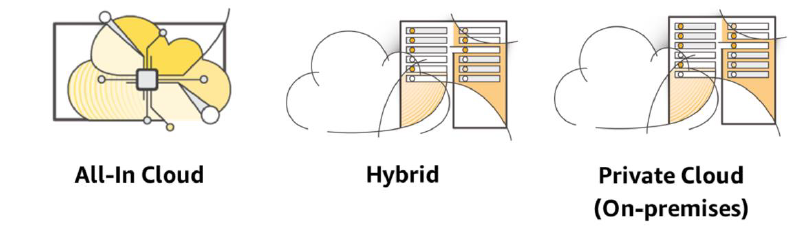 All-In Cloud
Hybrid
Private Cloud
(On-premises)